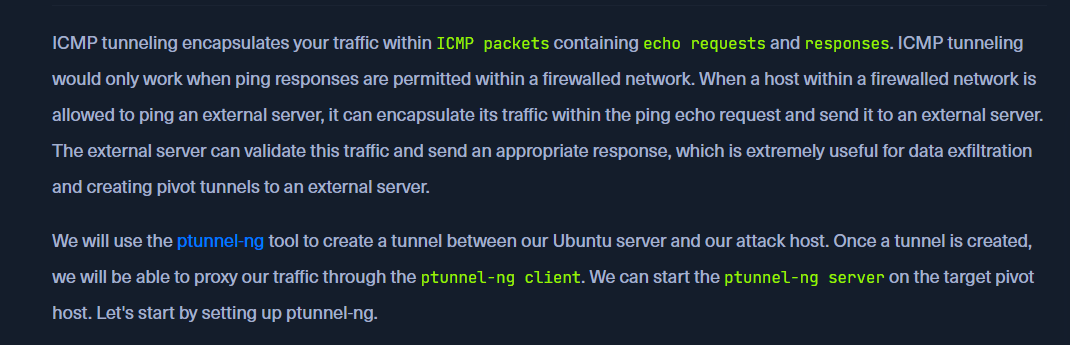 ICMP tunneling encapsulates your traffic within ICMP packets containing echo requests and responses. ICMP tunneling
would only work when ping responses are permitted within a firewalled network. When a host within a firewalled network is
allowed to ping an external server, it can encapsulate its traffic within the ping echo request and send it to an external server.
The external server can validate this traffic and send an appropriate response, which is extremely useful for data exfiltration
and creating pivot tunnels to an external server.
We will use the ptunnel-ng tool to create a tunnel between our Ubuntu server and our attack host. Once a tunnel is created,
we will be able to proxy our traffic through the ptunnel-ng client. We can start the ptunnel-ng server on the target pivot
host. Let's start by setting up ptunnel-ng.